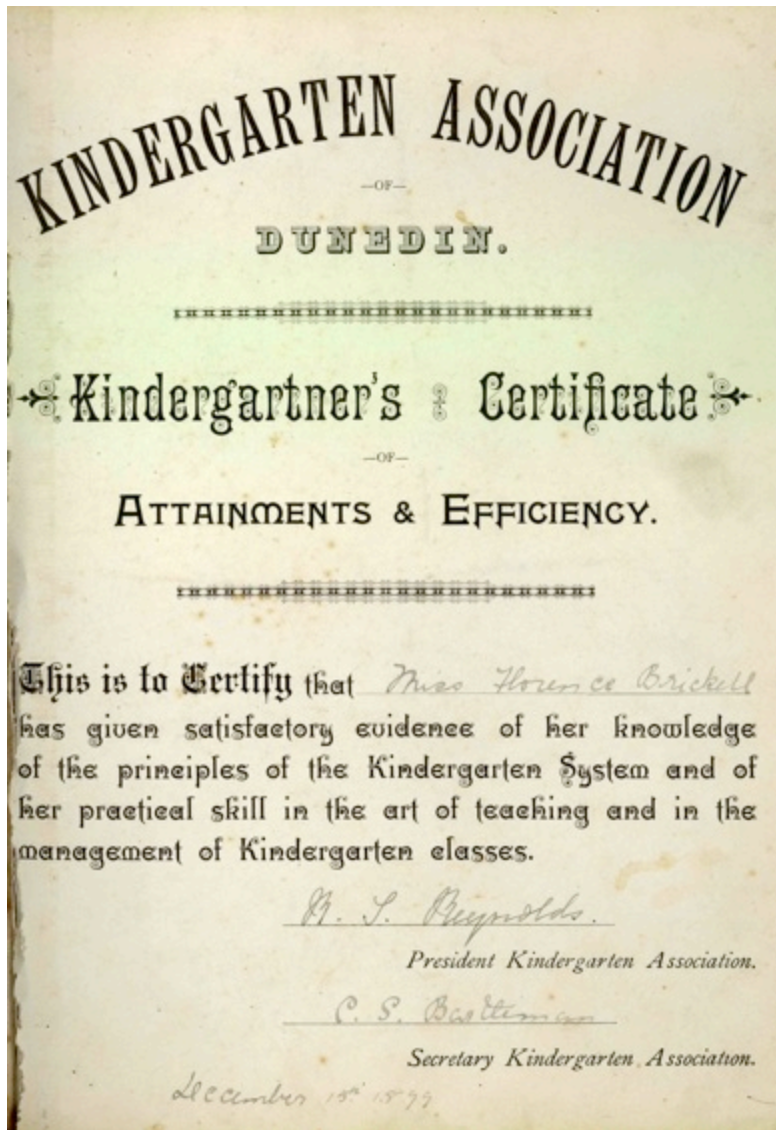 KINDERGARTEN ASSOCIATION
—OF—
DUNEDIN.
Kindergartner's Certificate
—OF—
ATTAINMENTS & EFFICIENCY.
This is to Certify that Miss Florence Brickell
has given satisfactory evidence of her knowledge
of the principles of the Kindergarten System and of
her practical skill in the art of teaching and in the
management of Kindergarten classes.
R. S. Reynolds.
President Kindergarten Association.
C. S.
Secretary Kindergarten Association.
December 1899